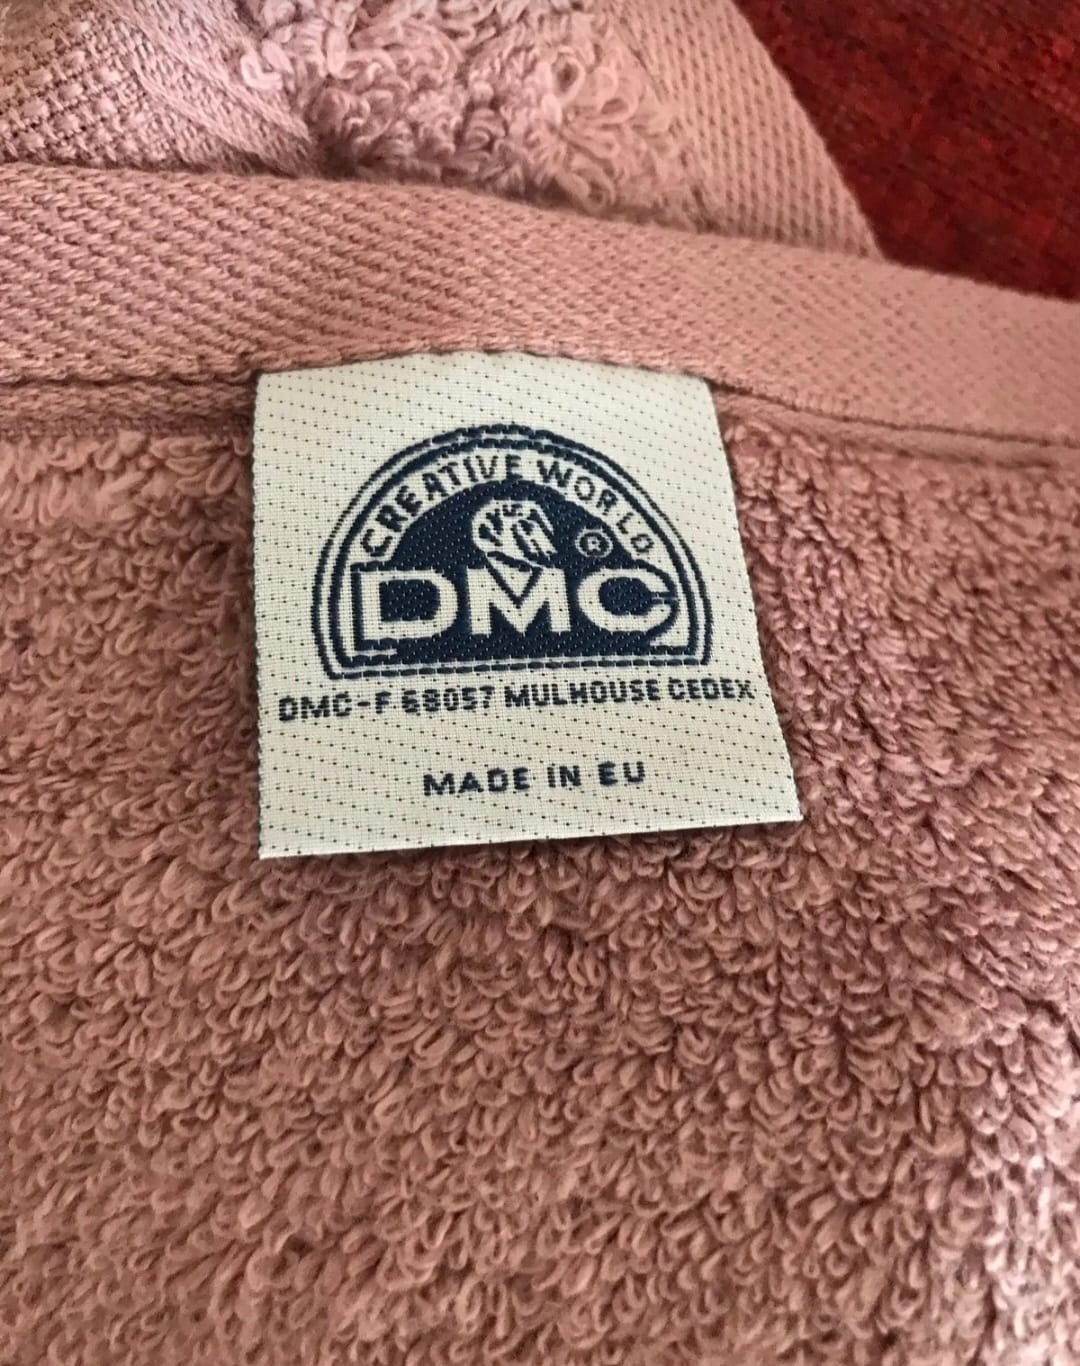 CREATIVE WORLD
®
DMC
DMC-F 68057 MULHOUSE CEDEX
MADE IN EU